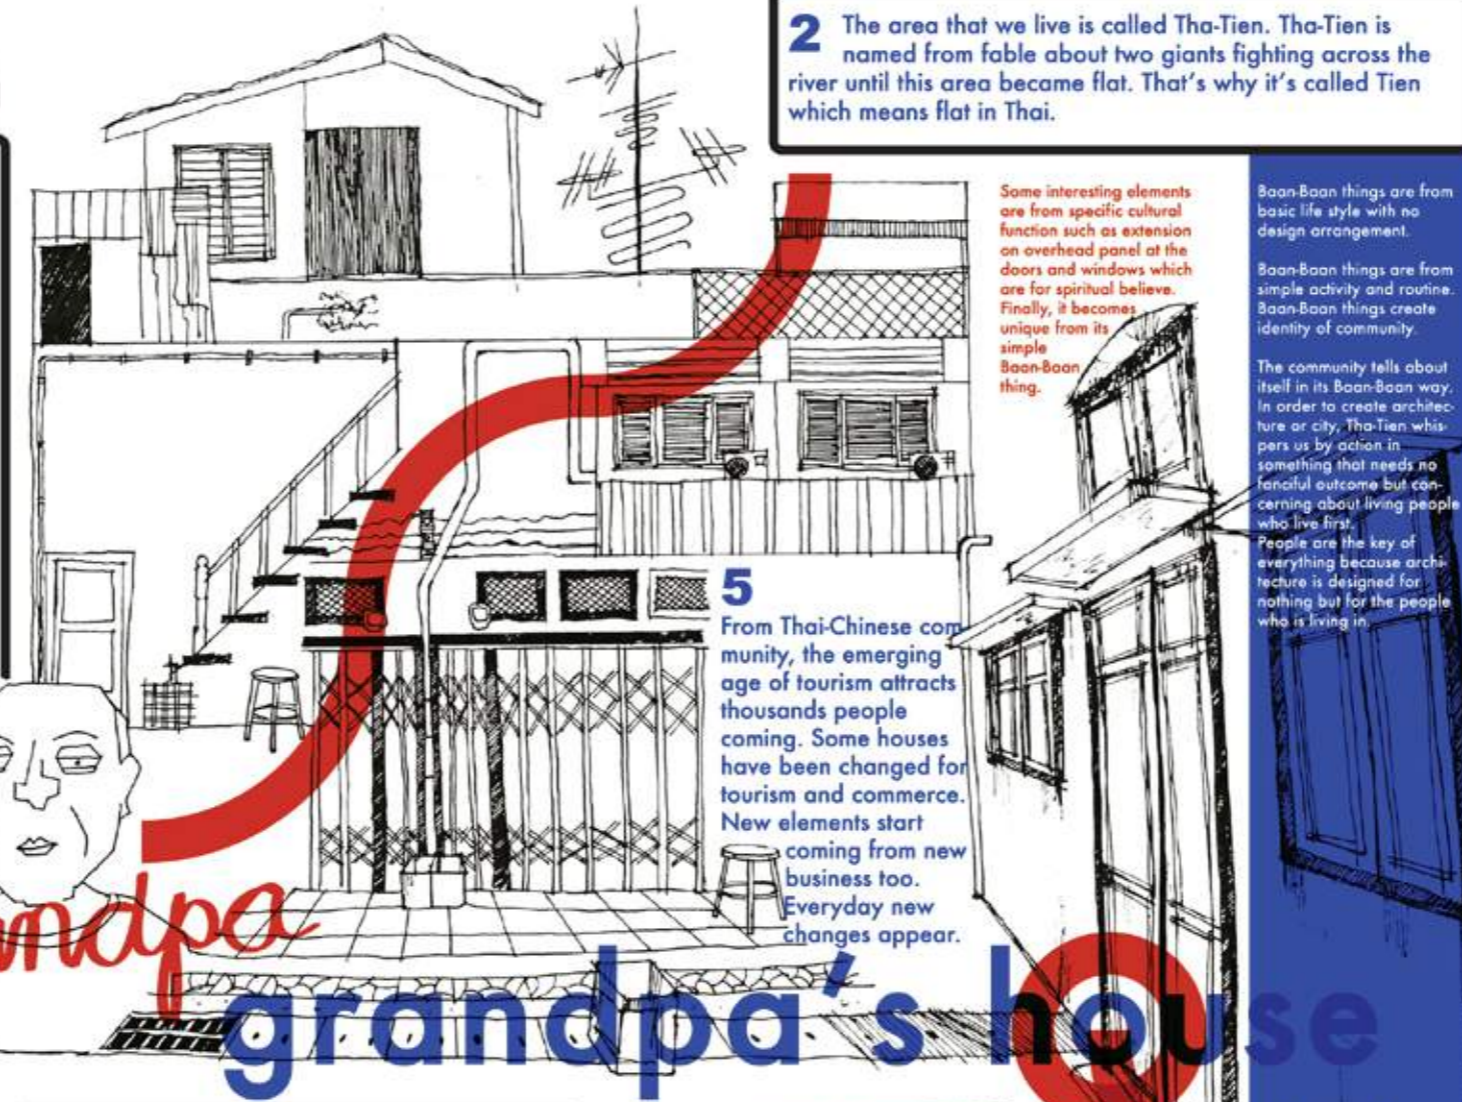 2 The area that we live is called Tha-Tien. Tha-Tien is
named from fable about two giants fighting across the
river until this area became flat. That's why it's called Tien
which means flat in Thai.
Some interesting elements
are from specific cultural
function such as extension
on overhead panel at the
doors and windows which
are for spiritual believe.
Finally, it becomes
unique from its
simple
Baan-Baan
thing.
Baan-Baan things are from
basic life style with no
design arrangement.
Baan-Baan things are from
simple activity and routine.
Baan-Baan things create
identity of community.
The community tells about
itself in its Baan-Baan way.
In order to create architec-
ture or city, Tha-Tien whis-
pers us by action in
something that needs no
fanciful outcome but con-
cerning about living people
who live first.
People are the key of
everything because archi-
tecture is designed for
nothing but for the people
who is living in.
5
From Thai-Chinese com
munity, the emerging
age of tourism attracts
thousands people
coming. Some houses
have been changed for
tourism and commerce.
New elements start
coming from new
business too.
Everyday new
changes appear.
ndpa
grandpa's house